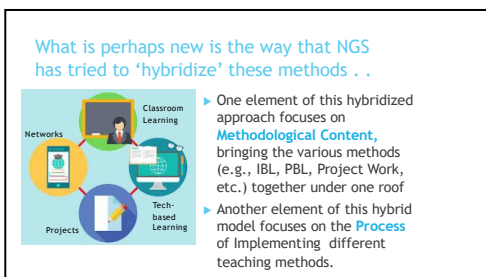 What is perhaps new is the way that NGS
has tried to ‘hybridize’ these methods . .
Classroom
Learning
Networks
Tech-
based
Learning
Projects
▶ One element of this hybridized
approach focuses on
Methodological Content,
bringing the various methods
(e.g., IBL, PBL, Project Work,
etc.) together under one roof
▶ Another element of this hybrid
model focuses on the Process
of Implementing different
teaching methods.